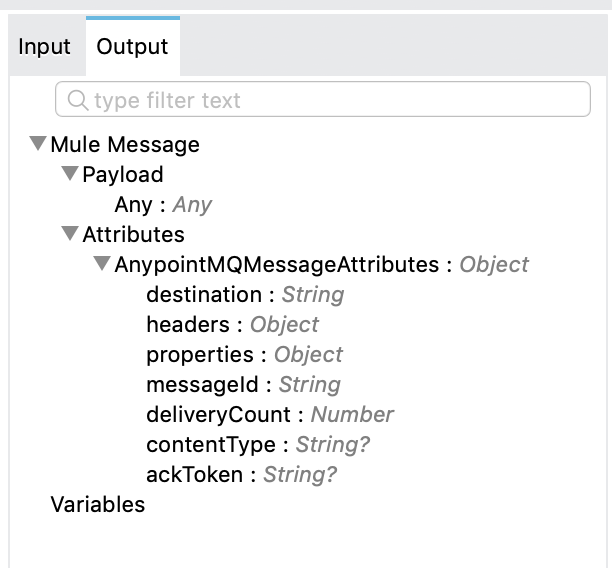 Input Output
type filter text
Mule Message
Payload
Any : Any
Attributes
AnypointMQMessageAttributes : Object
destination : String
headers : Object
properties : Object
messageId : String
deliveryCount : Number
contentType : String?
ackToken : String?
Variables